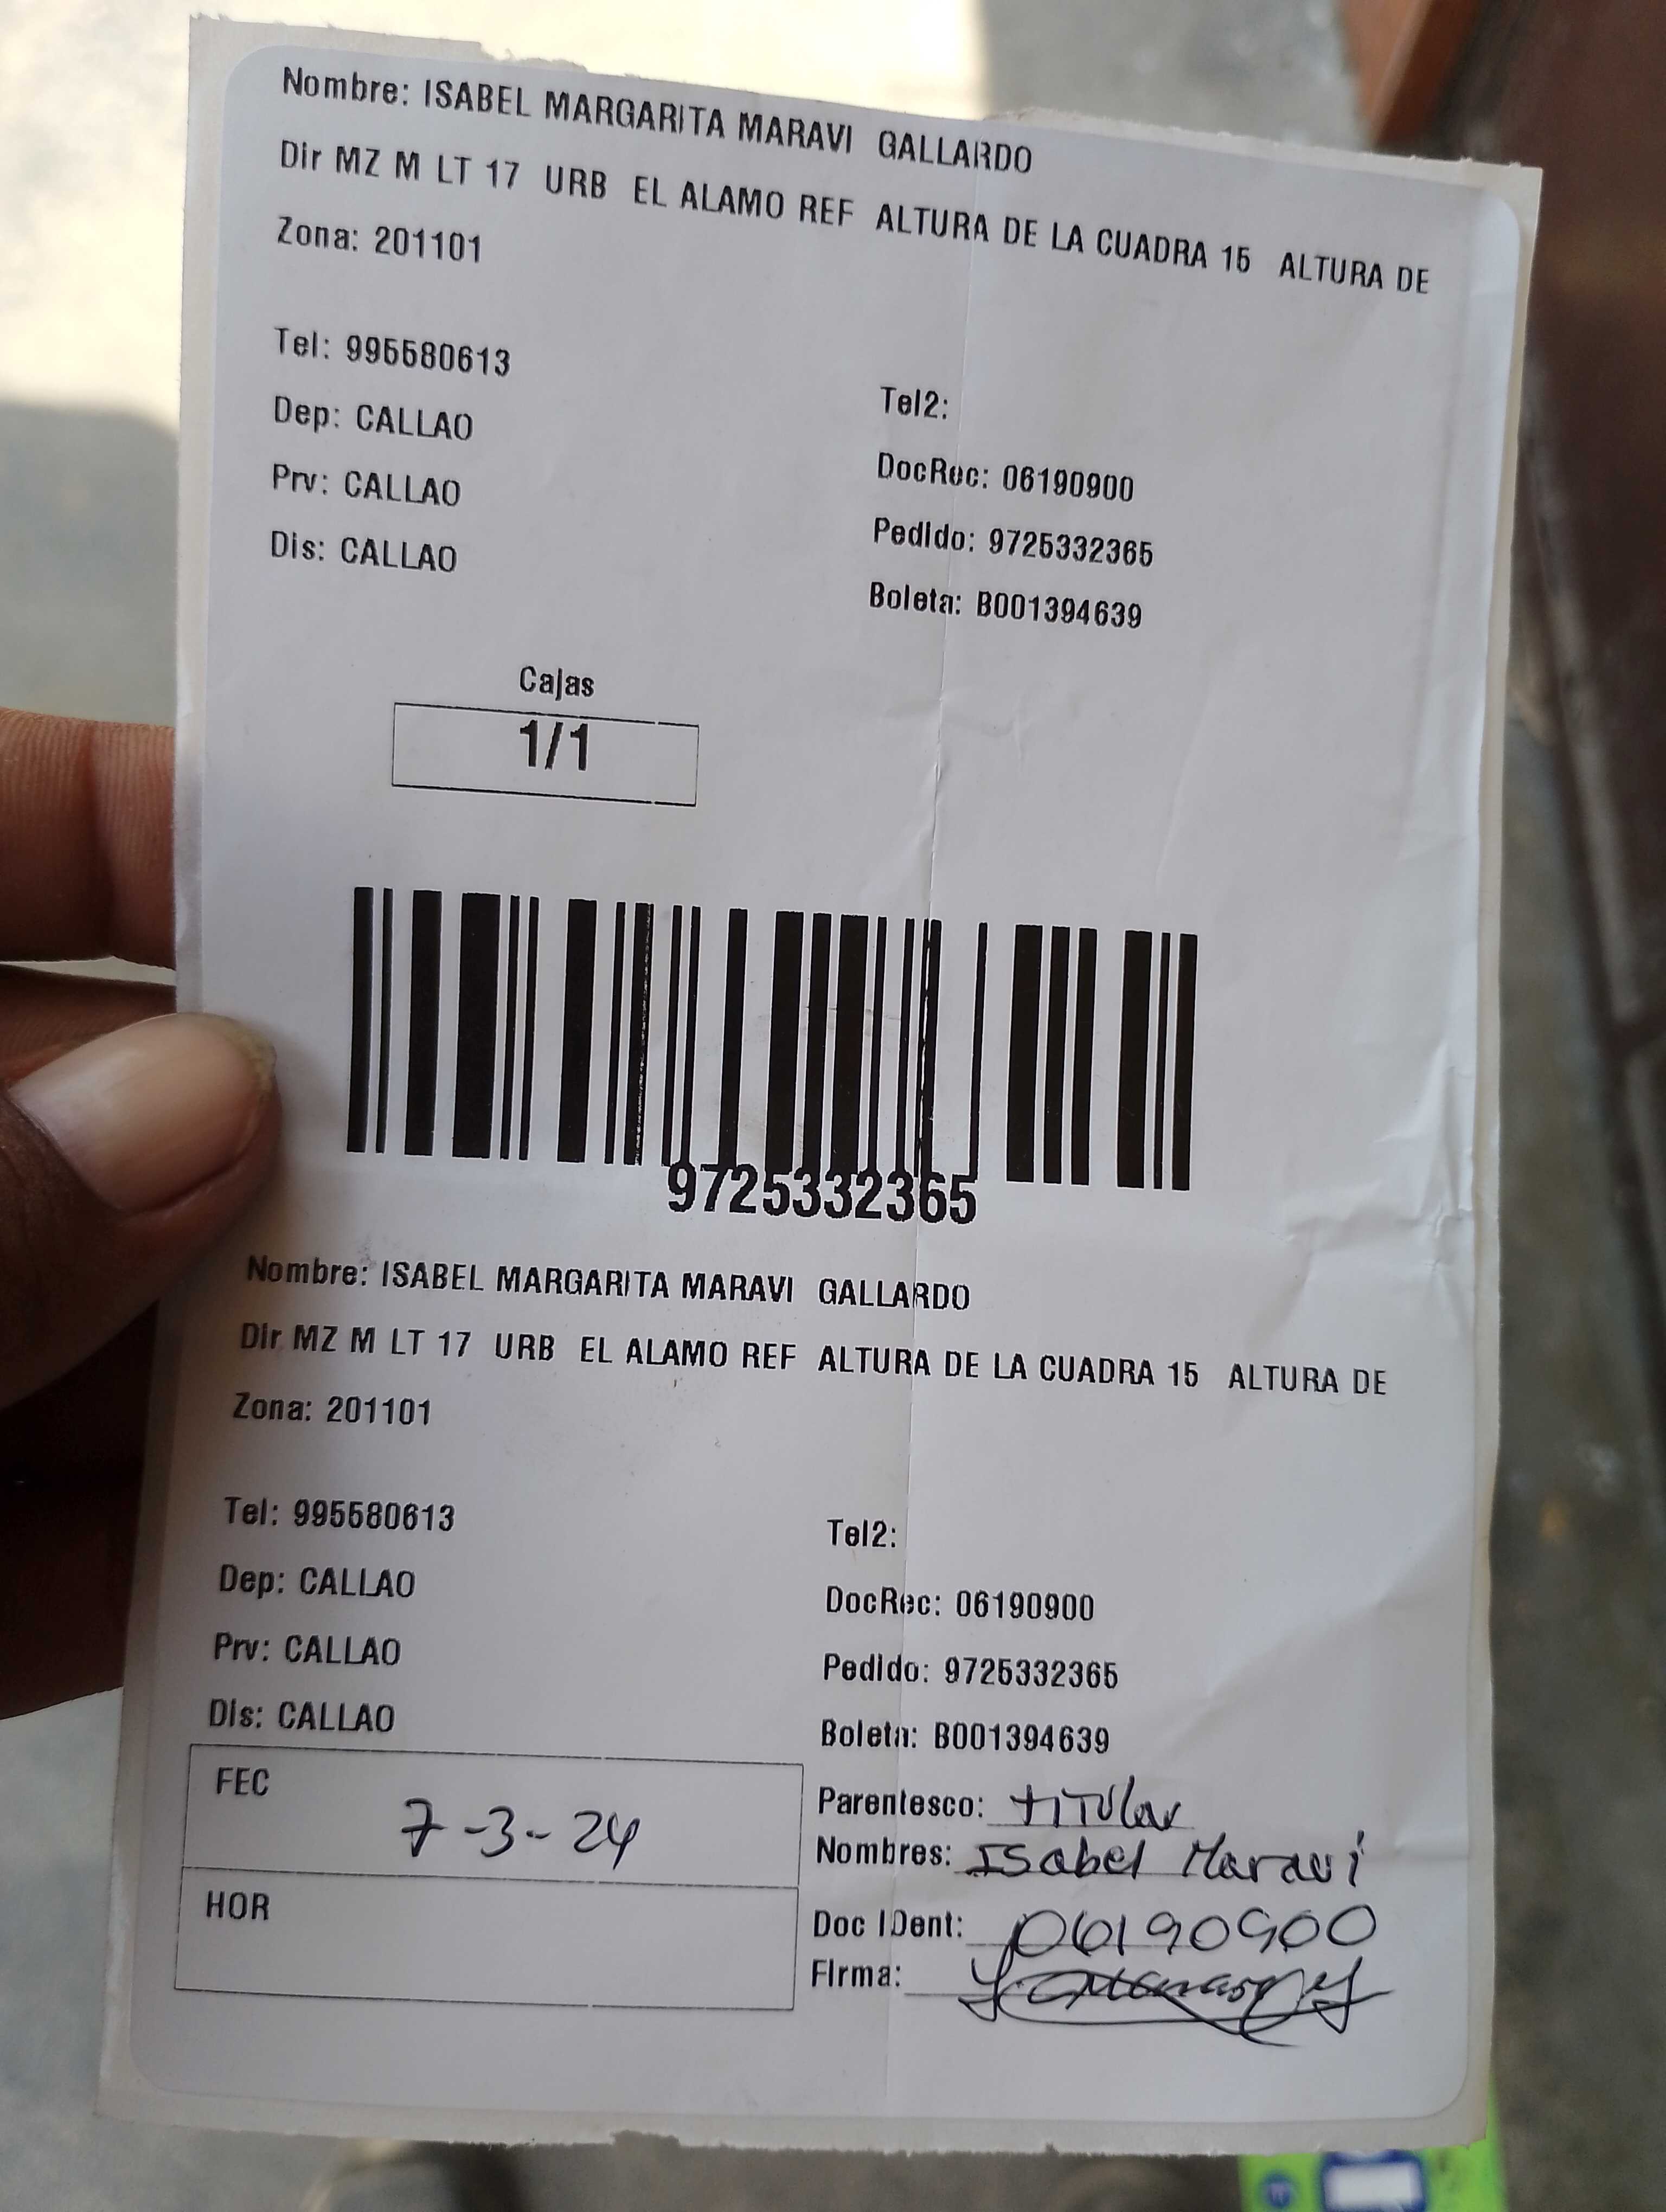 Nombre: ISABEL MARGARITA MARAVI GALLARDO
Dir MZ M LT 17 URB EL ALAMO REF ALTURA DE LA CUADRA 15 ALTURA DE
Zona: 201101
Tel: 995580613
Tel2:
Dep: CALLAO
DocRec: 06190900
Prv: CALLAO
Pedido: 9725332365
Dis: CALLAO
Boleta: B001394639
Cajas
1/1
9725332365
Nombre: ISABEL MARGARITA MARAVI GALLARDO
Dir MZ M LT 17 URB EL ALAMO REF ALTURA DE LA CUADRA 15 ALTURA DE
Zona: 201101
Tel: 995580613
Tel2:
Dep: CALLAO
DocRec: 06190900
Prv: CALLAO
Pedido: 9725332365
Dis: CALLAO
Boleta: B001394639
FEC 7-3-24
Parentesco: titular
Nombres: Isabel Maravi
HOR
Doc IDent: 06190900
Firma: